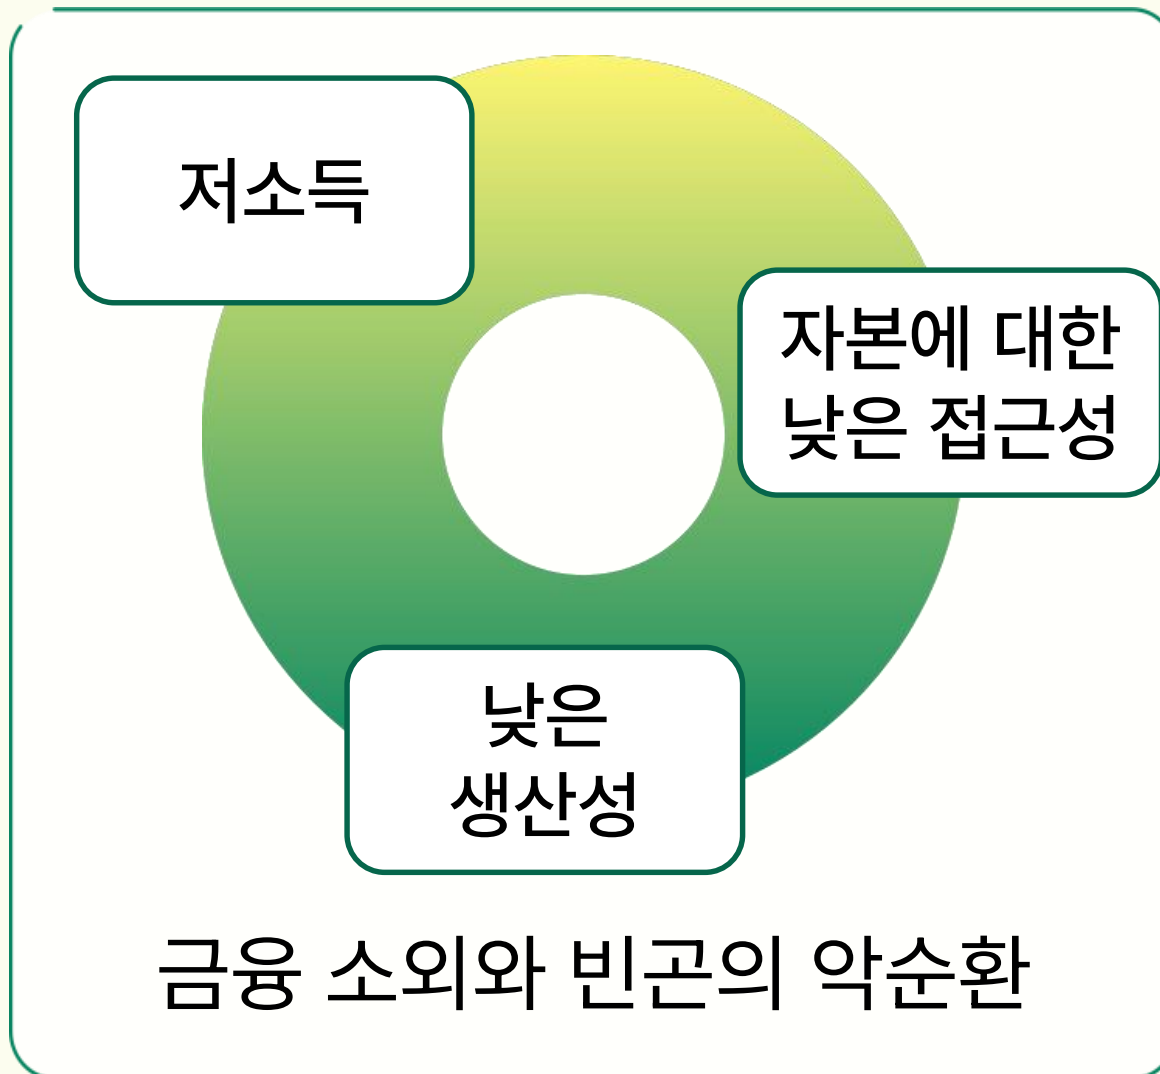 저소득
자본에 대한
낮은 접근성
낮은
생산성
금융 소외와 빈곤의 악순환